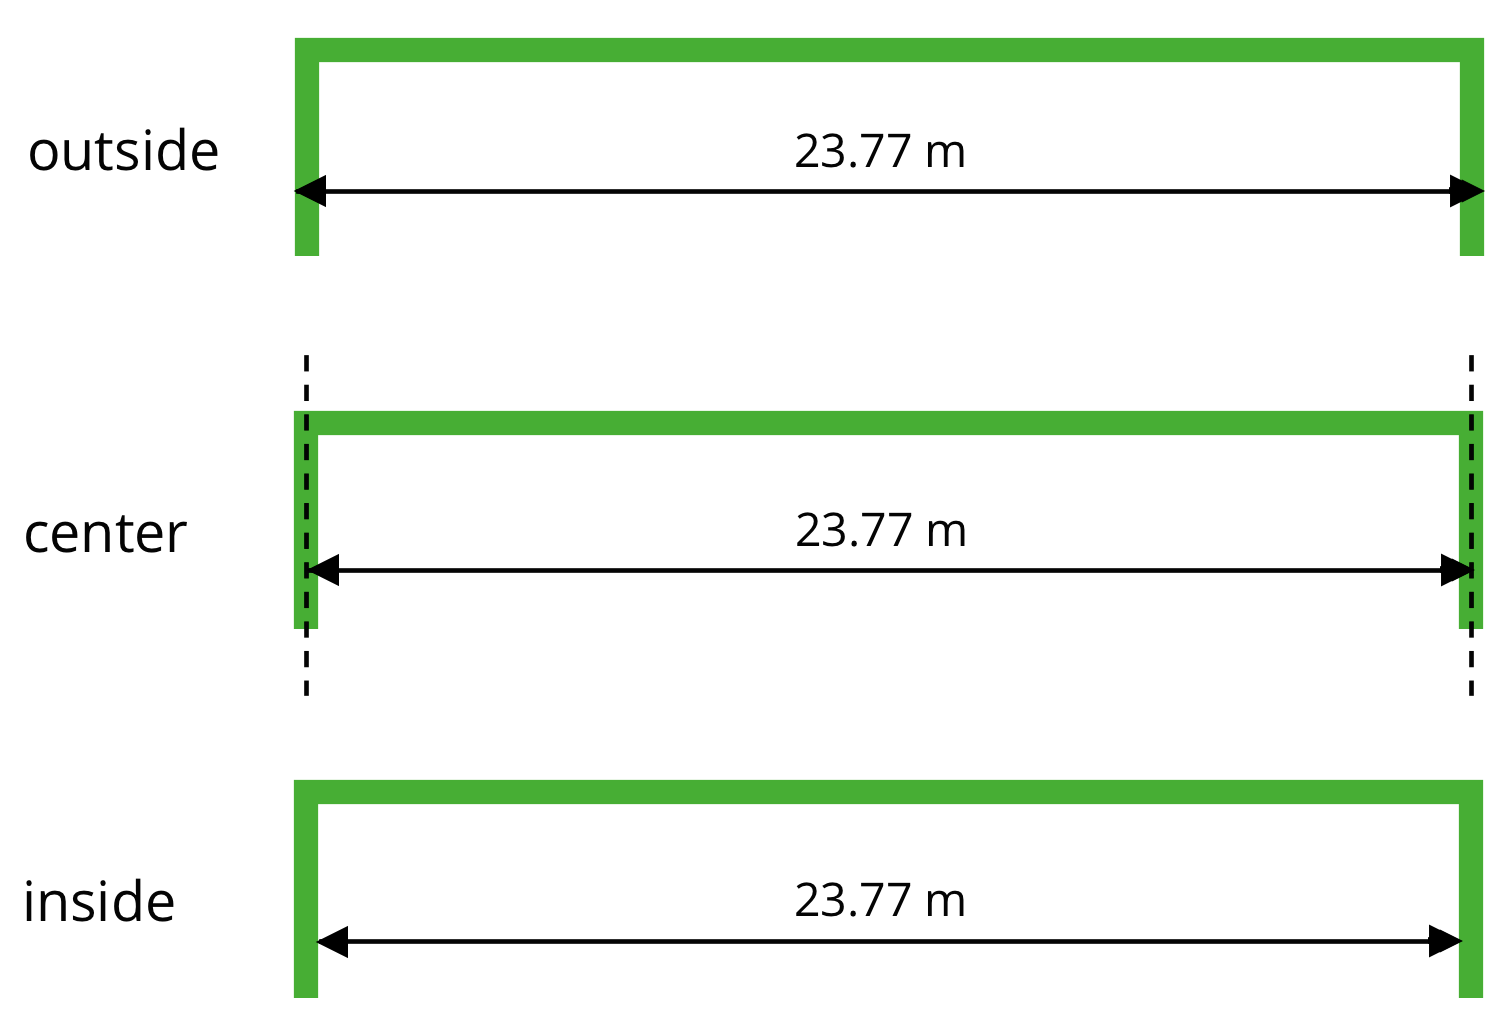 outside
23.77 m
center
23.77 m
inside
23.77 m